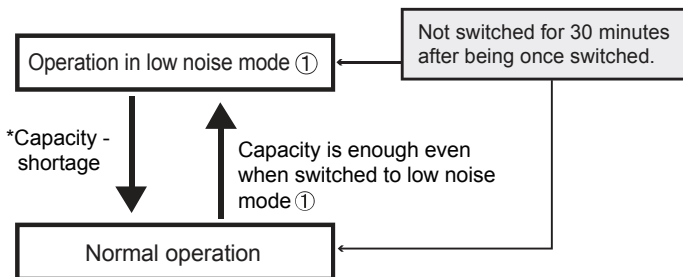 Not switched for 30 minutes
after being once switched.
Operation in low noise mode ①
*Capacity -
shortage
Capacity is enough even
when switched to low noise
mode ①
Normal operation